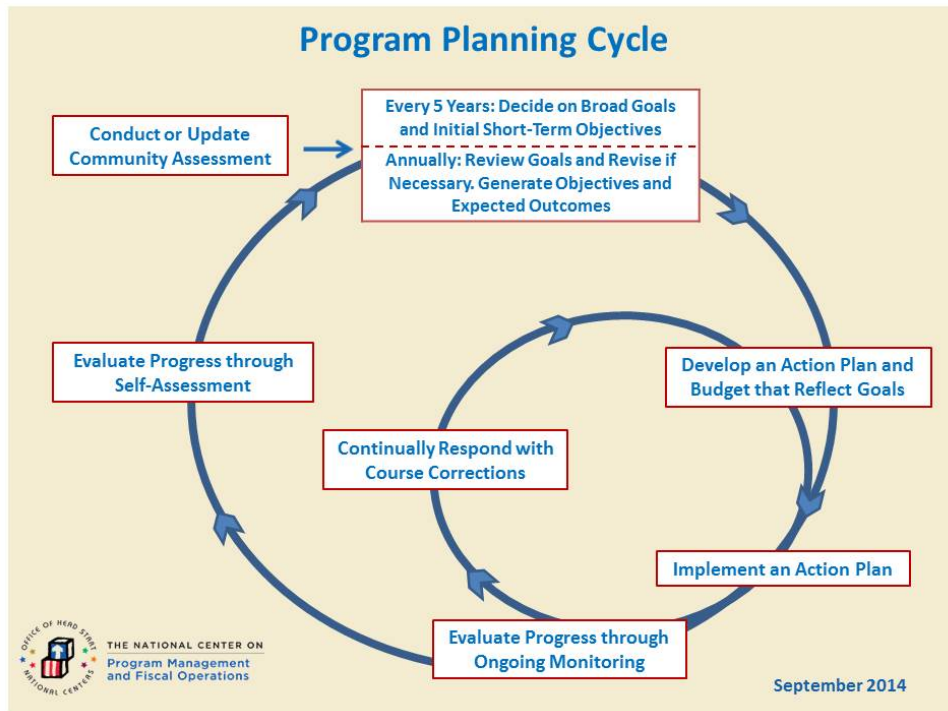 Program Planning Cycle
Conduct or Update
Community Assessment
Every 5 Years: Decide on Broad Goals
and Initial Short-Term Objectives
Annually: Review Goals and Revise if
Necessary. Generate Objectives and
Expected Outcomes
Evaluate Progress through
Self-Assessment
Develop an Action Plan and
Budget that Reflect Goals
Continually Respond with
Course Corrections
Implement an Action Plan
Evaluate Progress through
Ongoing Monitoring
OFFICE OF HEAD START
NATIONAL CENTERS
THE NATIONAL CENTER ON
Program Management
and Fiscal Operations
September 2014